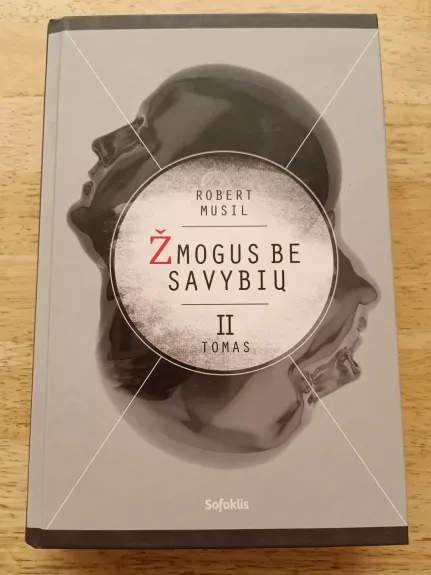 ROBERT
MUSIL
ŽMOGUS BE
SAVYBIŲ
II
TOMAS
Sofoklis